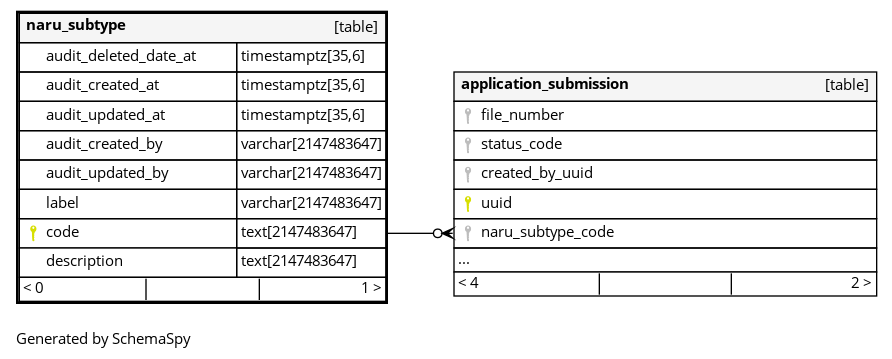 naru_subtype [table]
audit_deleted_date_at timestamptz[35,6]
audit_created_at timestamptz[35,6]
audit_updated_at timestamptz[35,6]
audit_created_by varchar[2147483647]
audit_updated_by varchar[2147483647]
label varchar[2147483647]
code text[2147483647]
description text[2147483647]
< 0 1 >
application_submission [table]
file_number
status_code
created_by_uuid
uuid
naru_subtype_code
...
< 4 2 >
Generated by SchemaSpy